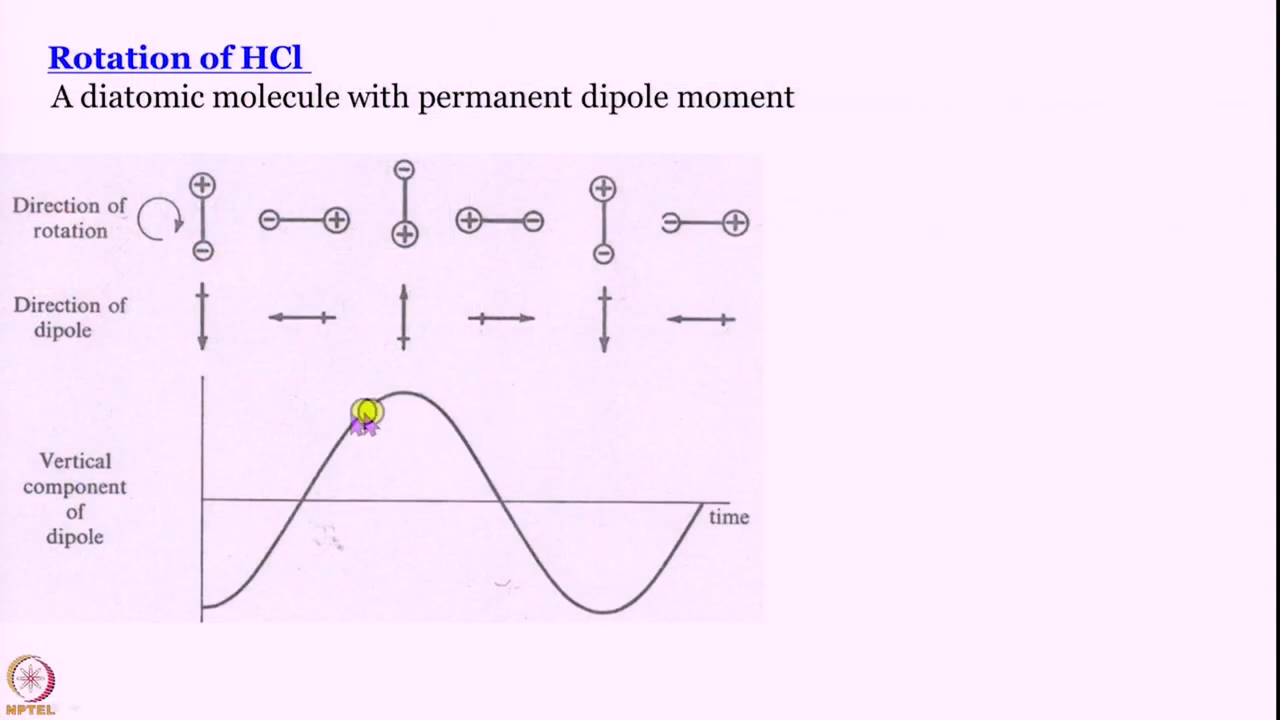 Rotation of HCl
A diatomic molecule with permanent dipole moment
Direction of
rotation
Direction of
dipole
Vertical
component
of
dipole
time
NPTEL